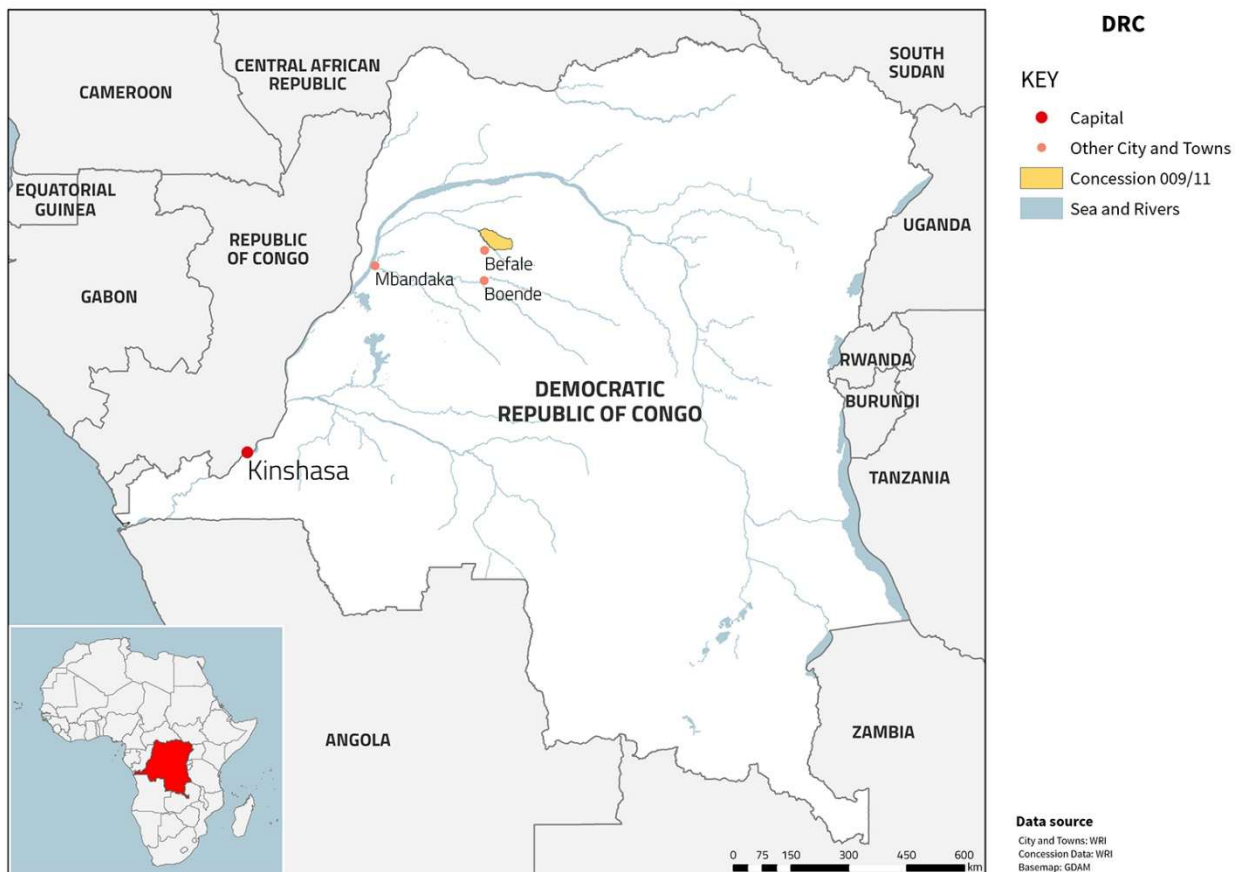 DRC
KEY
Capital
Other City and Towns
Concession 009/11
Sea and Rivers
SOUTH
SUDAN
CENTRAL AFRICAN
REPUBLIC
CAMEROON
EQUATORIAL
GUINEA
REPUBLIC
OF CONGO
UGANDA
GABON
Mbandaka
Befale
Boende
RWANDA
BURUNDI
DEMOCRATIC
REPUBLIC OF CONGO
Kinshasa
TANZANIA
ANGOLA
ZAMBIA
0 75 150 300 450 600
km
Data source
City and Towns: WRI
Concession Data: WRI
Basemap: GDAM